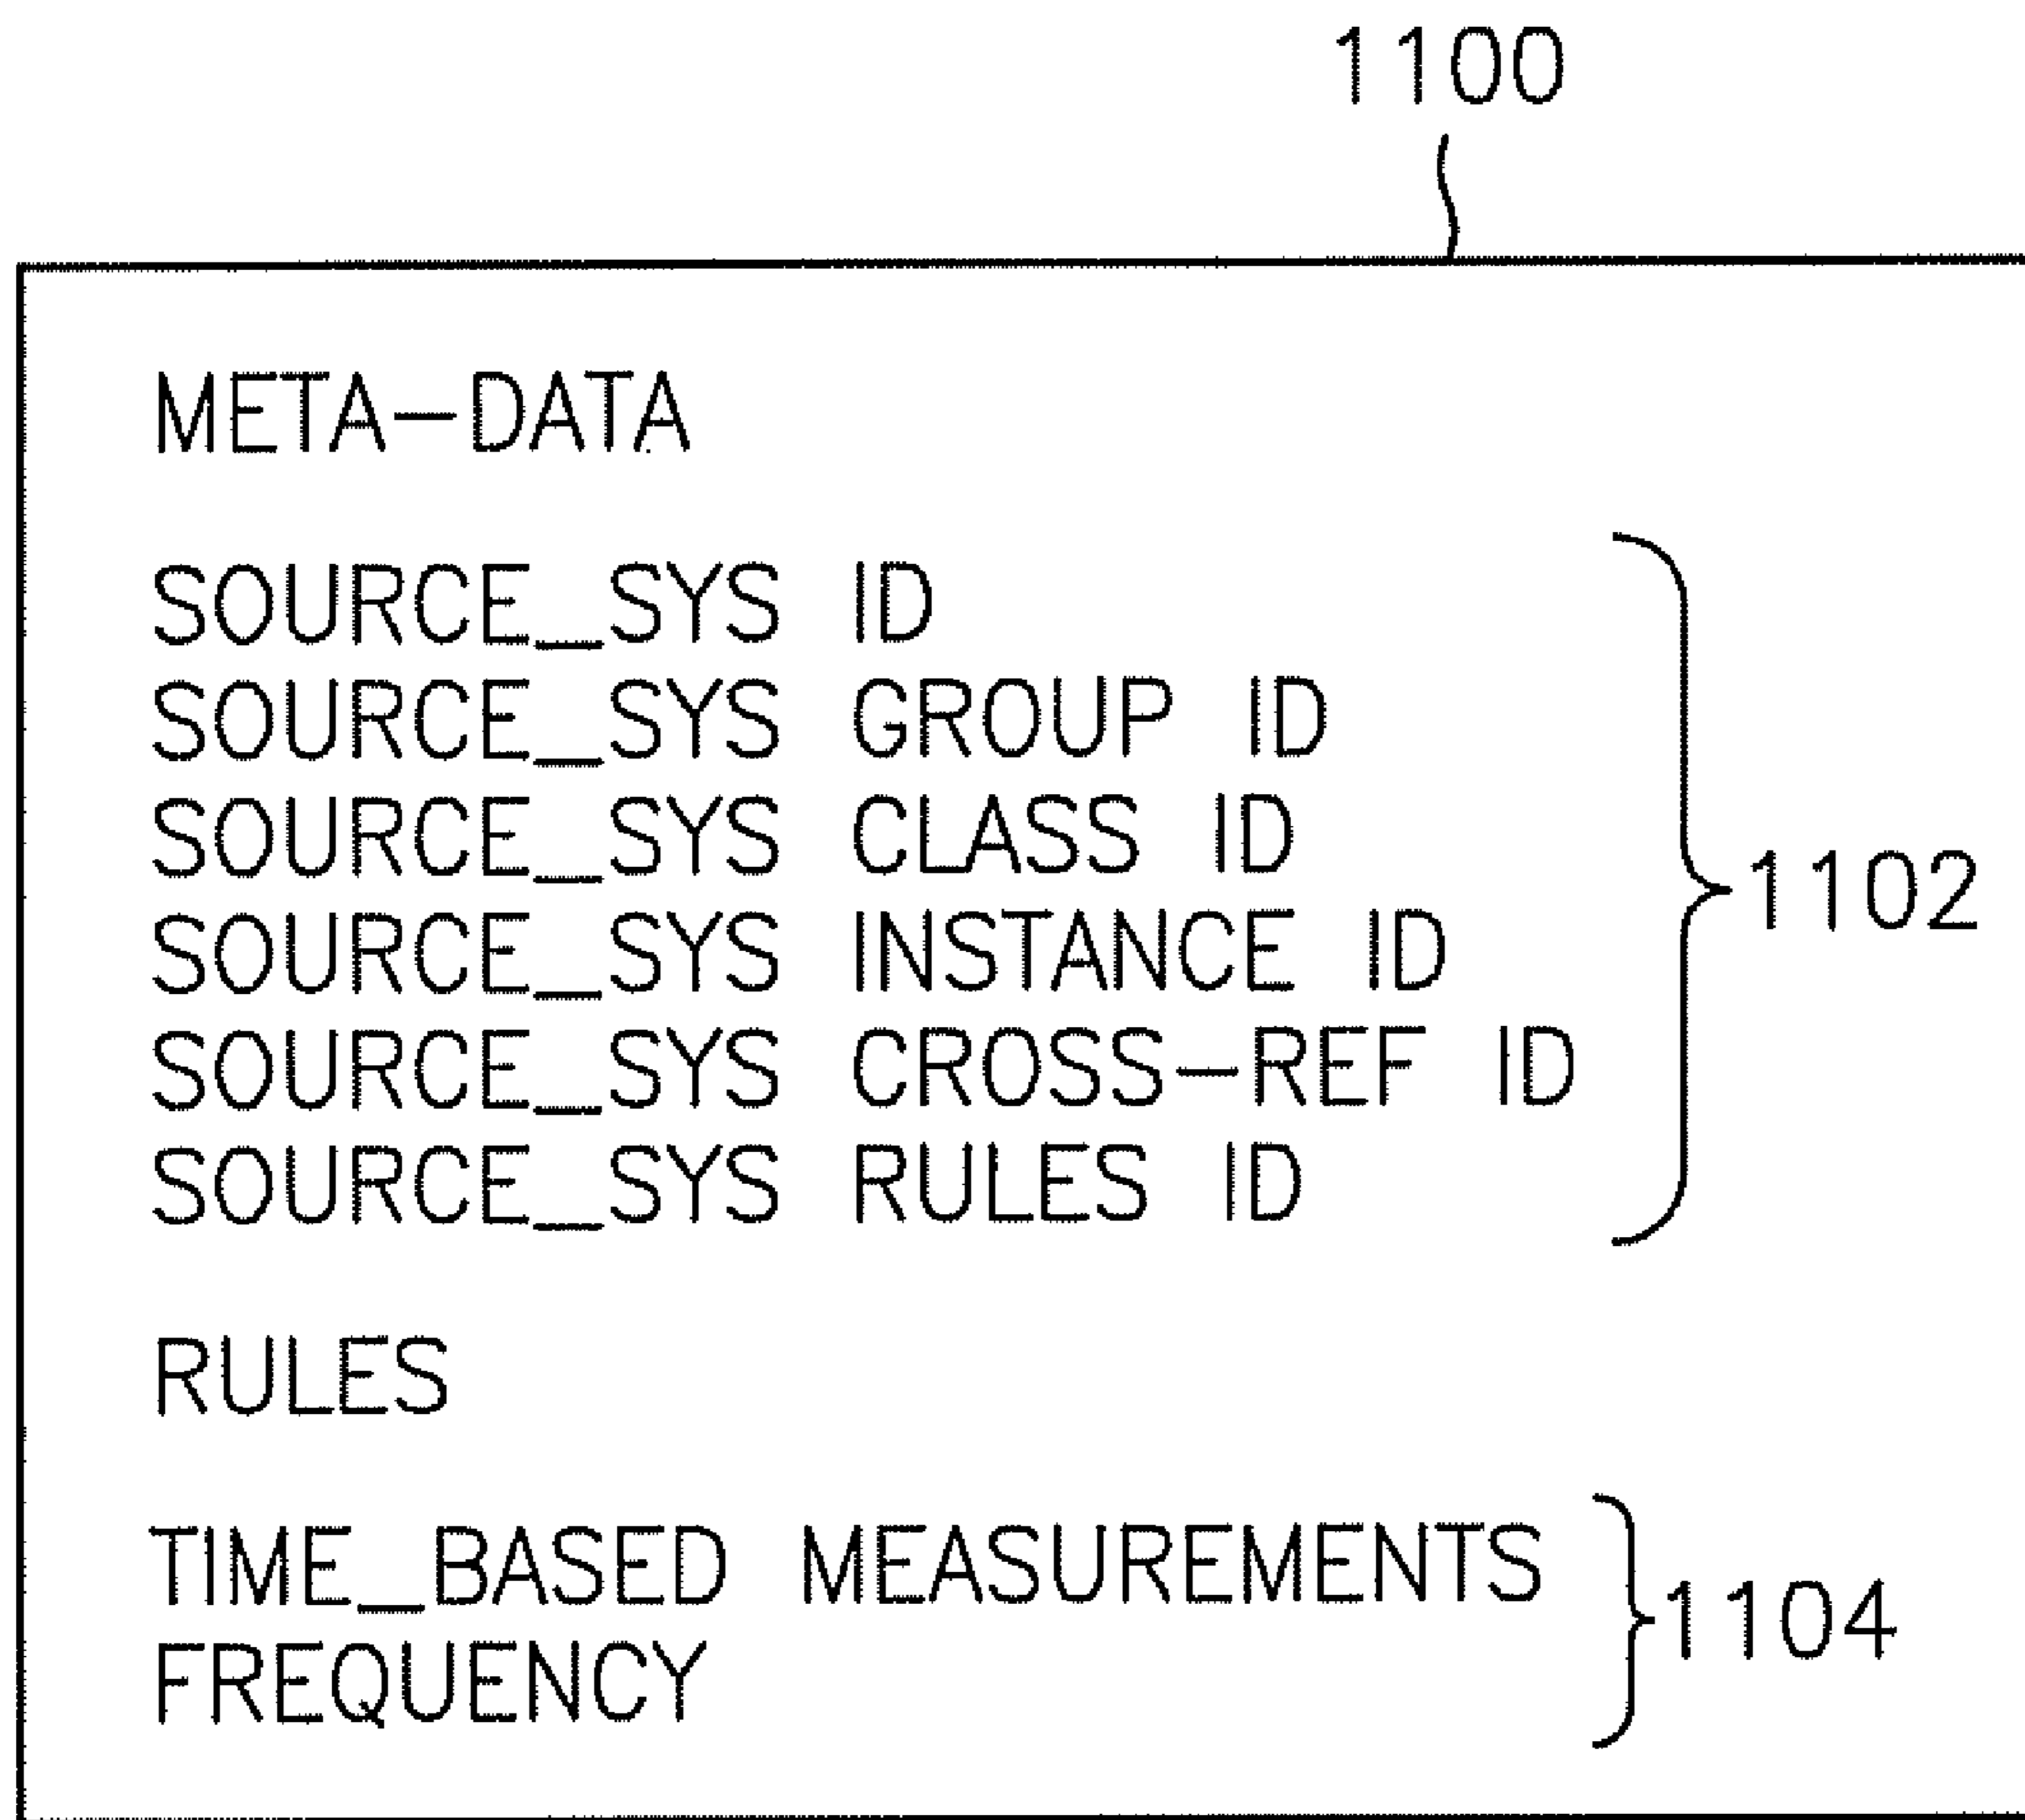 1100
META-DATA
SOURCE_SYS ID
SOURCE_SYS GROUP ID
SOURCE_SYS CLASS ID
SOURCE_SYS INSTANCE ID
SOURCE_SYS CROSS-REF ID
SOURCE_SYS RULES ID
1102
RULES
TIME_BASED MEASUREMENTS
FREQUENCY
1104